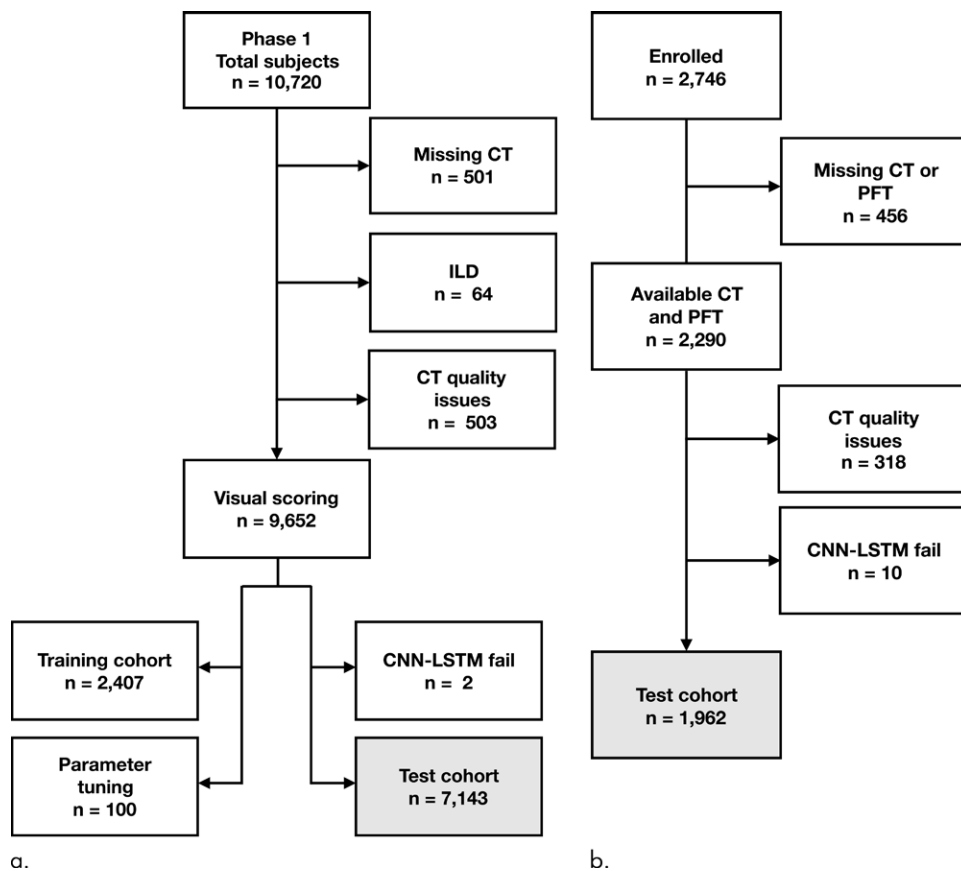 Phase 1
Total subjects
n = 10,720
Missing CT
n = 501
ILD
n = 64
CT quality
issues
n = 503
Visual scoring
n = 9,652
Training cohort
n = 2,407
CNN-LSTM fail
n = 2
Parameter
tuning
n = 100
Test cohort
n = 7,143
a.
Enrolled
n = 2,746
Missing CT or
PFT
n = 456
Available CT
and PFT
n = 2,290
CT quality
issues
n = 318
CNN-LSTM fail
n = 10
Test cohort
n = 1,962
b.